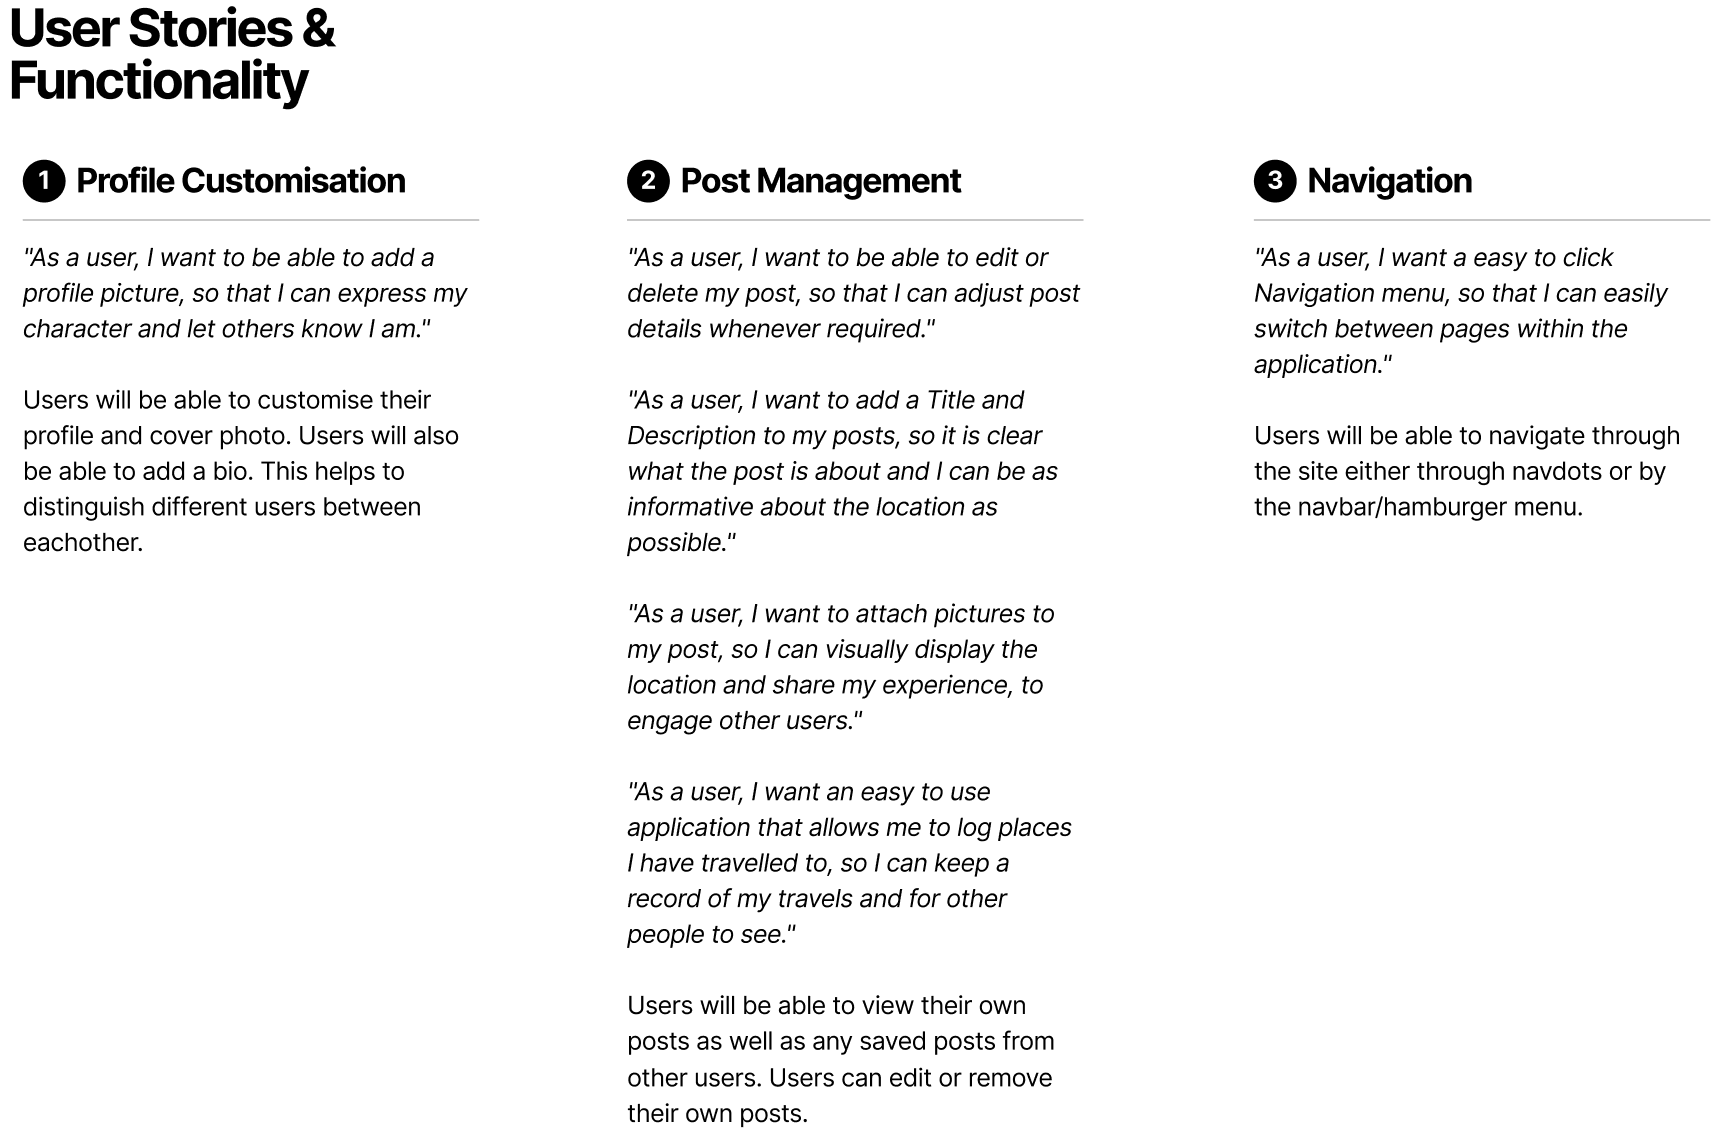 User Stories &
Functionality
1 Profile Customisation
"As a user, I want to be able to add a
profile picture, so that I can express my
character and let others know I am."
Users will be able to customise their
profile and cover photo. Users will also
be able to add a bio. This helps to
distinguish different users between
eachother.
2 Post Management
"As a user, I want to be able to edit or
delete my post, so that I can adjust post
details whenever required."
"As a user, I want to add a Title and
Description to my posts, so it is clear
what the post is about and I can be as
informative about the location as
possible."
"As a user, I want to attach pictures to
my post, so I can visually display the
location and share my experience, to
engage other users."
"As a user, I want an easy to use
application that allows me to log places
I have travelled to, so I can keep a
record of my travels and for other
people to see."
Users will be able to view their own
posts as well as any saved posts from
other users. Users can edit or remove
their own posts.
3 Navigation
"As a user, I want a easy to click
Navigation menu, so that I can easily
switch between pages within the
application."
Users will be able to navigate through
the site either through navdots or by
the navbar/hamburger menu.